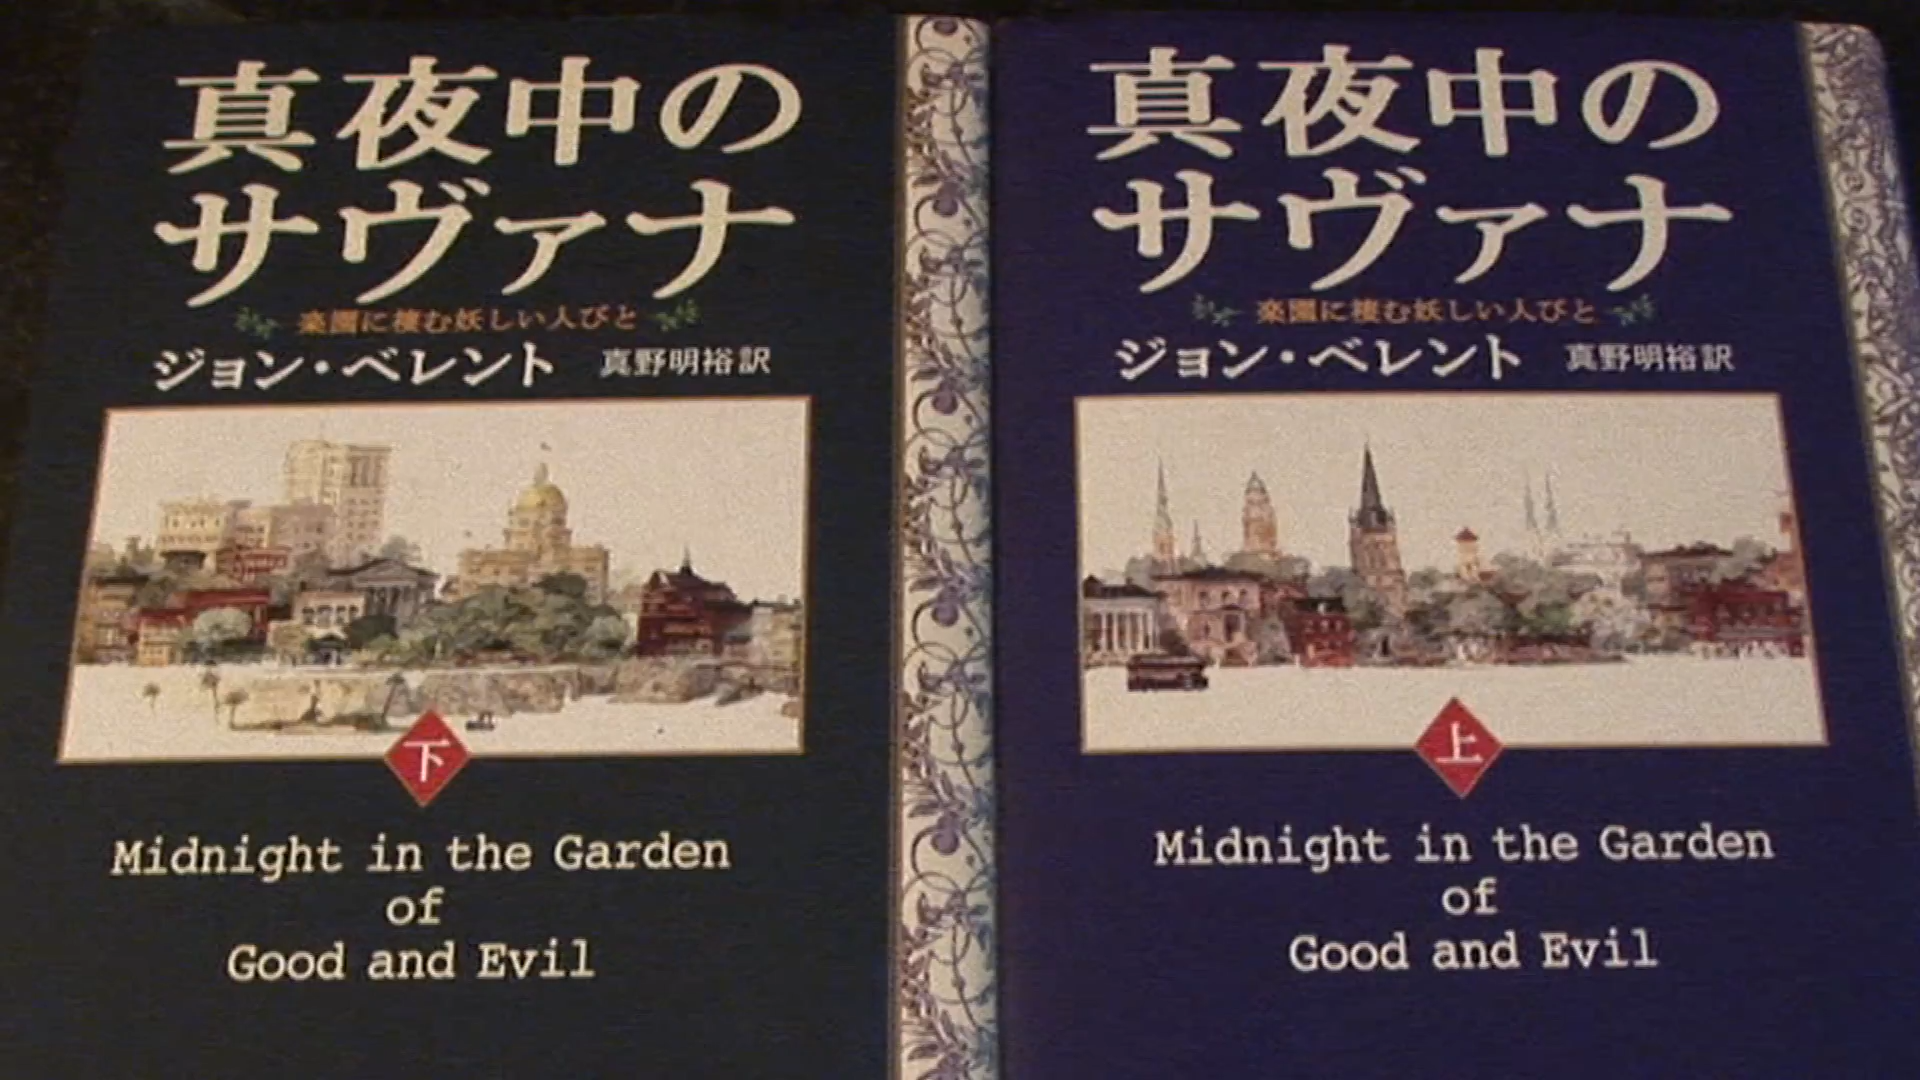 真夜中の
サヴァナ
楽園に棲む妖しい人びと
ジョン・ベレント 真野明裕訳
下
Midnight in the Garden
of
Good and Evil
真夜中の
サヴァナ
楽園に棲む妖しい人びと
ジョン・ベレント 真野明裕訳
上
Midnight in the Garden
of
Good and Evil